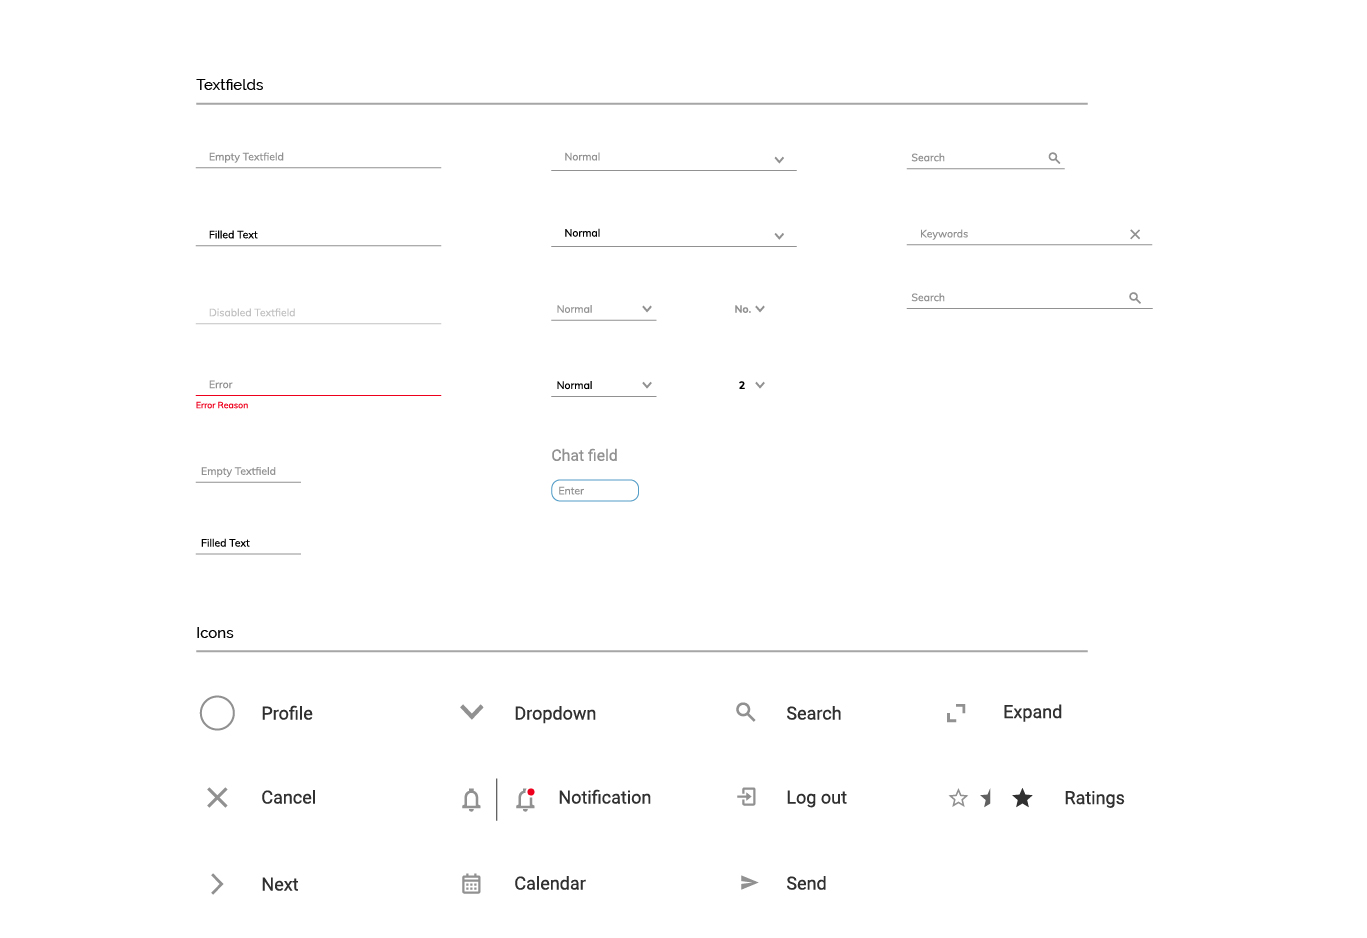 Textfields
Empty Textfield
Normal
Search
Filled Text
Normal
Keywords
Disabled Textfield
Normal
No.
Search
Error
Error Reason
Normal
2
Empty Textfield
Chat field
Enter
Filled Text
Icons
Profile
Dropdown
Search
Expand
Cancel
Notification
Log out
Ratings
Next
Calendar
Send